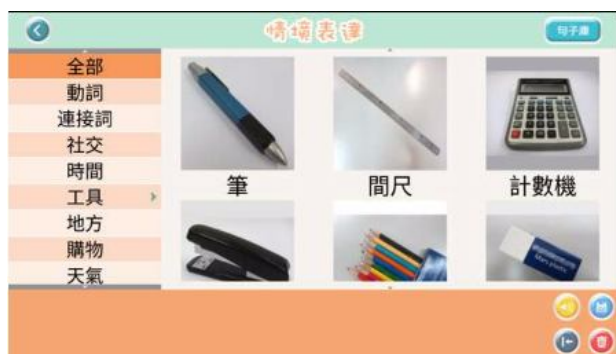 情境表達
句子庫
全部
動詞
連接詞
社交
時間
工具
地方
購物
天氣
筆
間尺
計數機